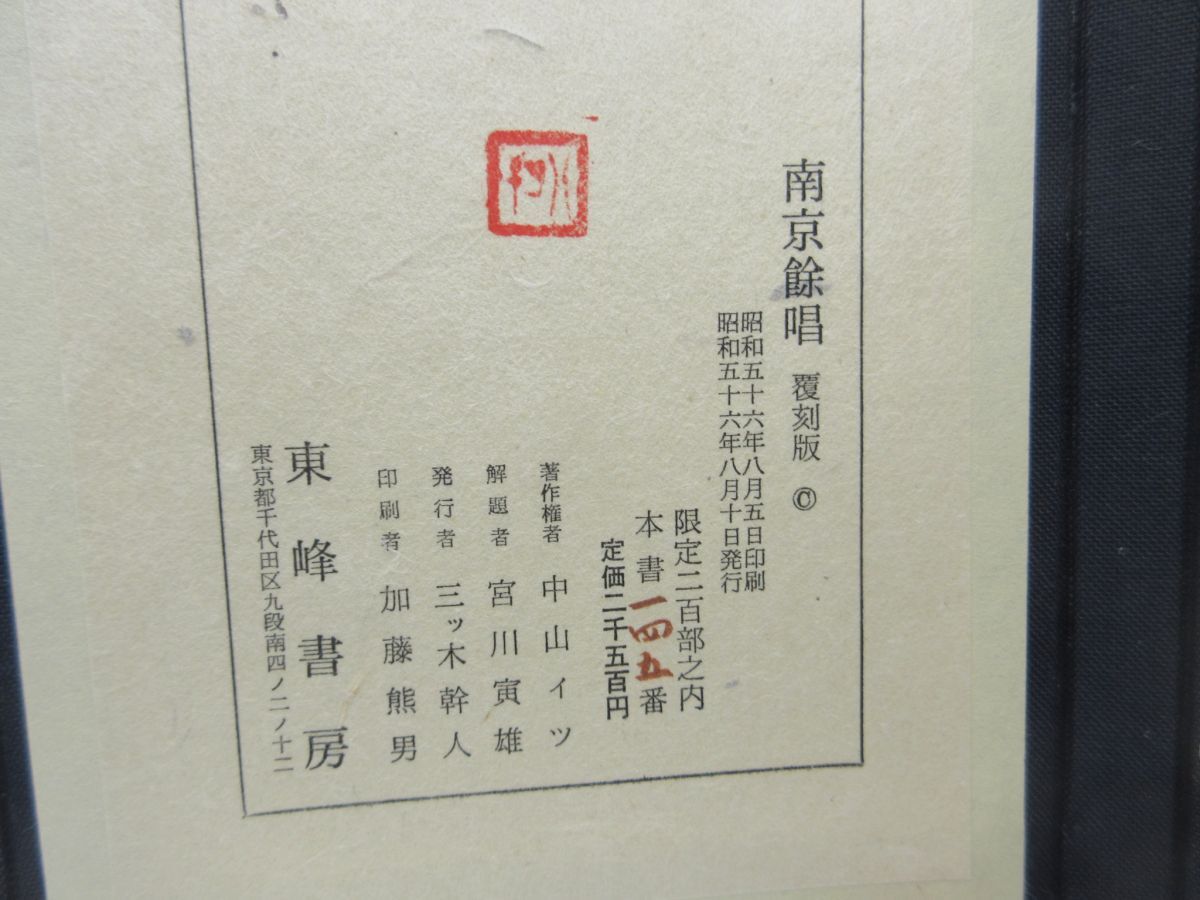 南京餘唱 覆刻版 ©
昭和五十六年八月五日印刷
昭和五十六年八月十日発行
限定二百部之内
本書一四五番
定価二千五百円
著作権者 中山イツ
解題者 宮川寅雄
発行者 三ッ木幹人
印刷者 加藤熊男
東峰書房
東京都千代田区九段南四ノ二ノ十二